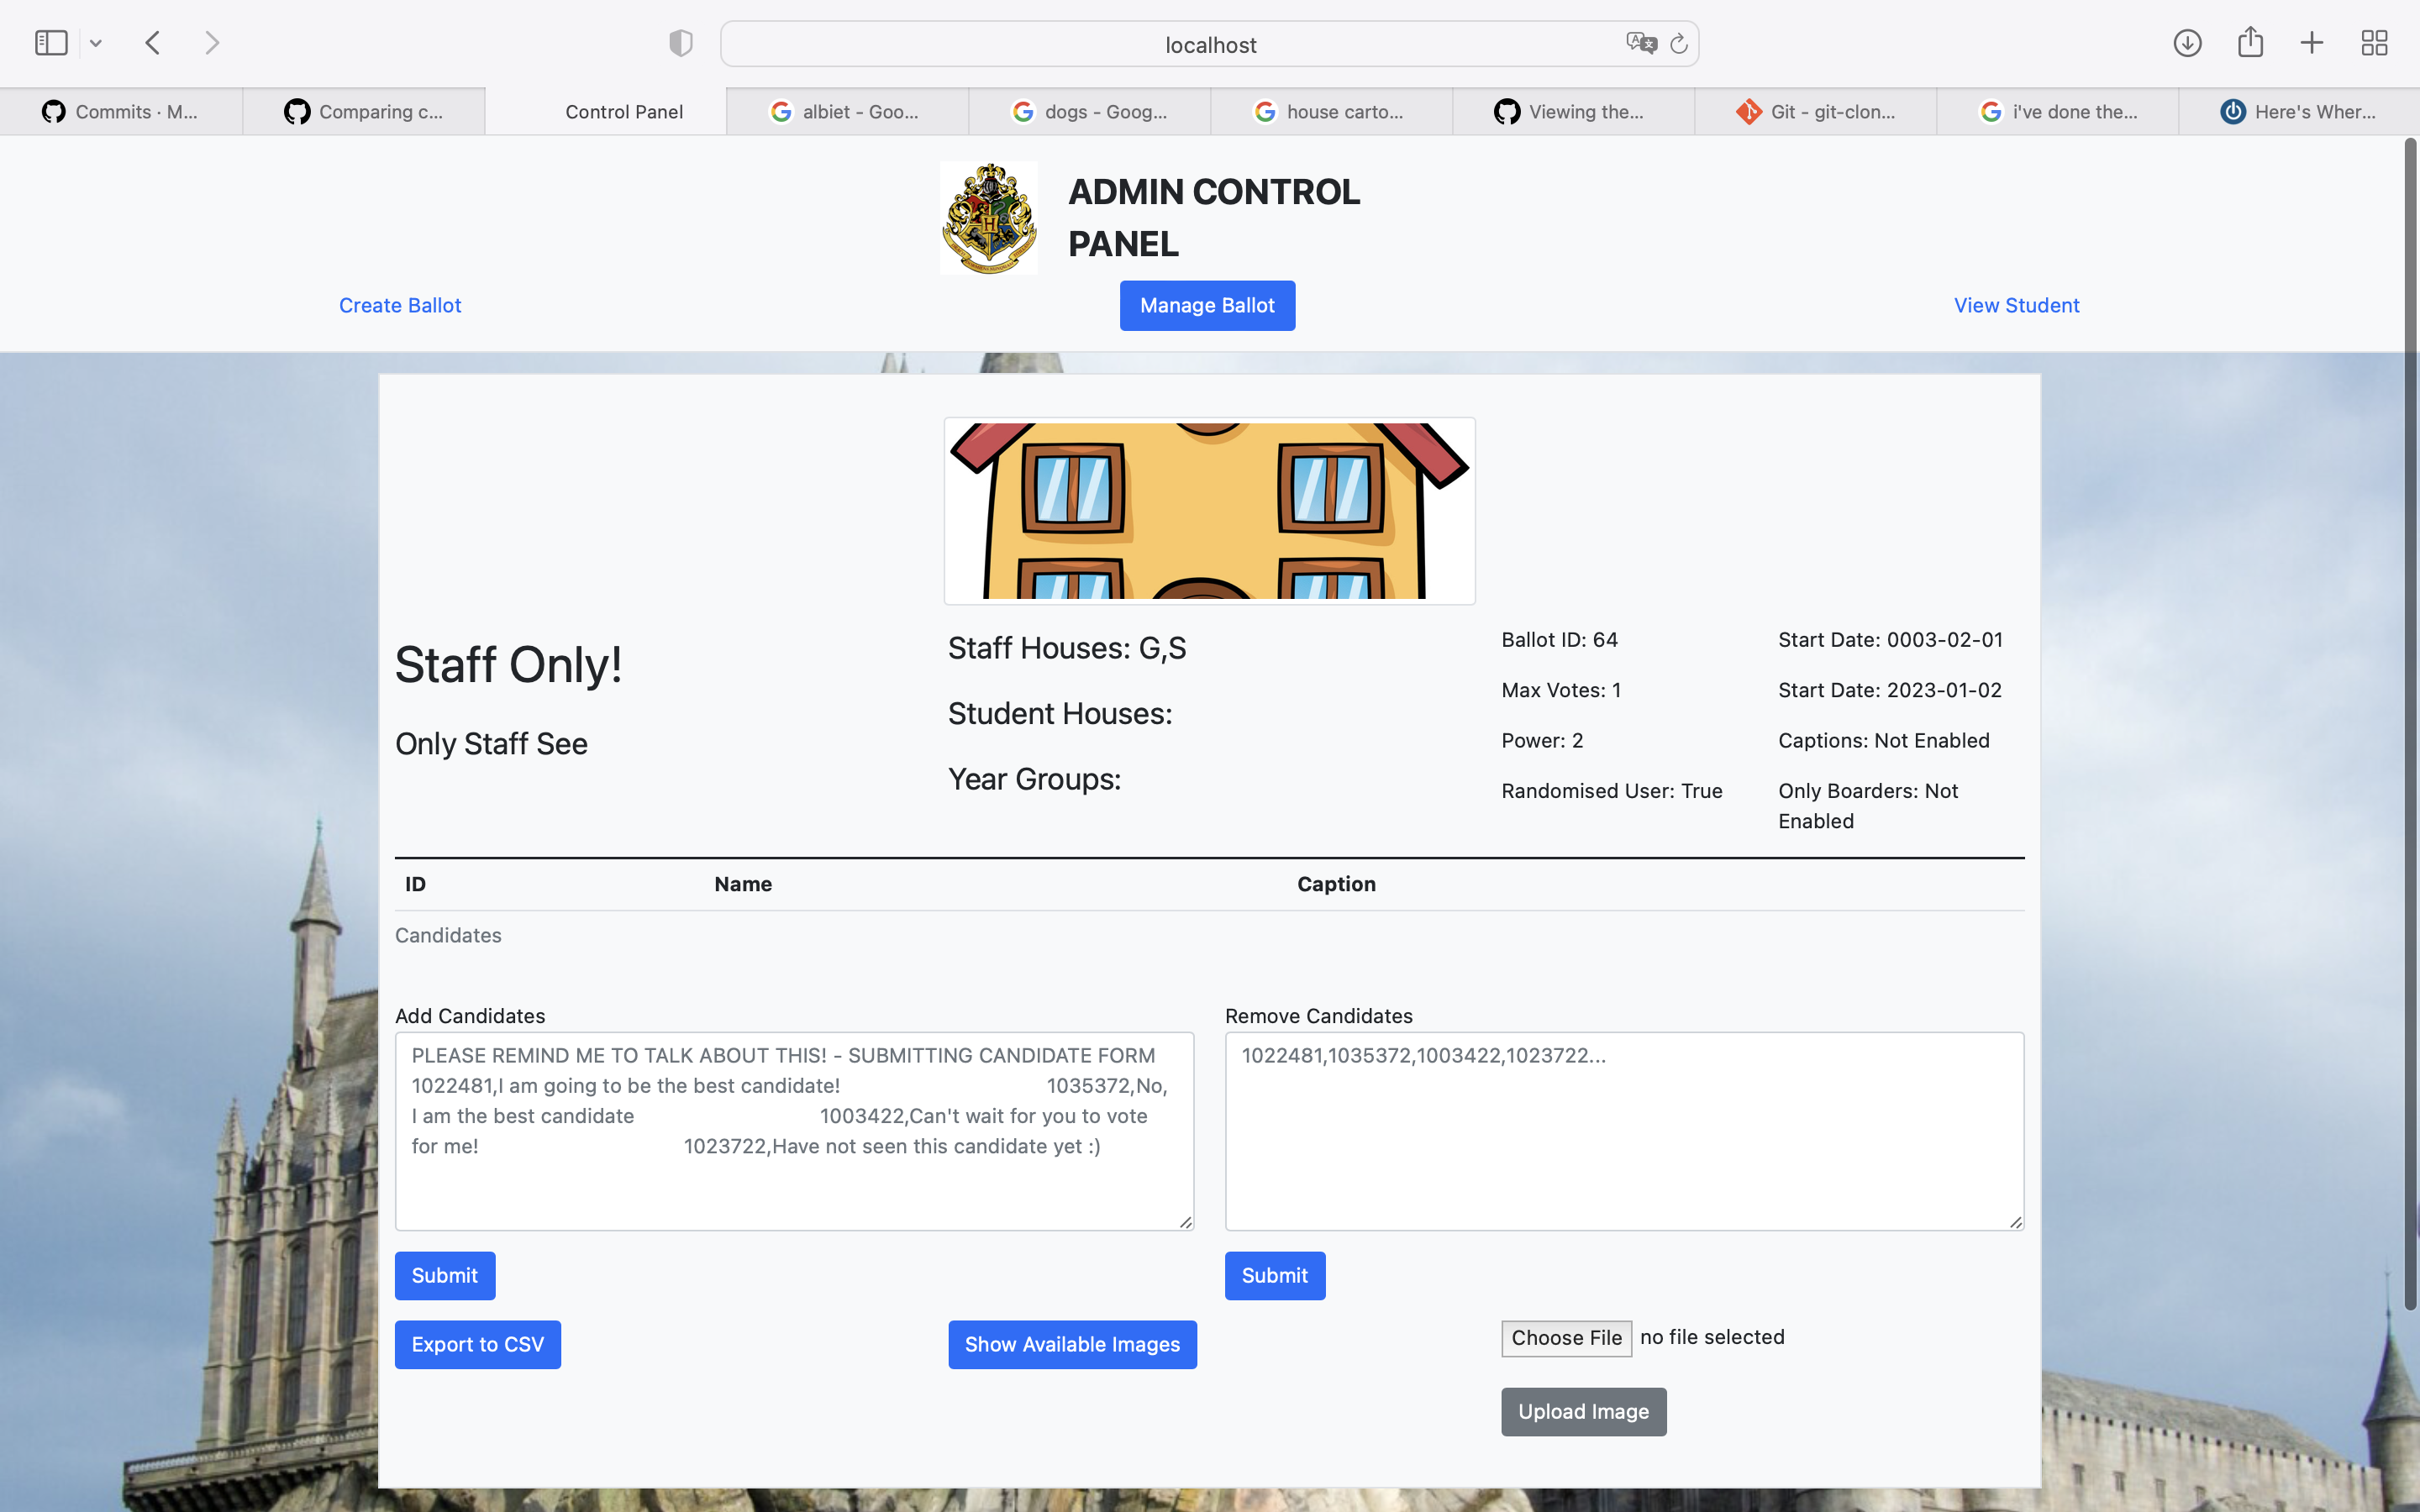 localhost
Commits · M...
Comparing c...
Control Panel
albiet - Goo...
dogs - Goog...
house carto...
Viewing the...
Git - git-clon...
i've done the...
Here's Wher...
ADMIN CONTROL
PANEL
Create Ballot
Manage Ballot
View Student
Staff Only!
Only Staff See
Staff Houses: G,S
Student Houses:
Year Groups:
Ballot ID: 64
Max Votes: 1
Power: 2
Randomised User: True
Start Date: 0003-02-01
Start Date: 2023-01-02
Captions: Not Enabled
Only Boarders: Not
Enabled
ID Name Caption
Candidates
Add Candidates
PLEASE REMIND ME TO TALK ABOUT THIS! - SUBMITTING CANDIDATE FORM
1022481,I am going to be the best candidate! 1035372,No,
I am the best candidate 1003422,Can't wait for you to vote
for me! 1023722,Have not seen this candidate yet :)
Submit
Remove Candidates
1022481,1035372,1003422,1023722...
Submit
Export to CSV
Show Available Images
Choose File no file selected
Upload Image